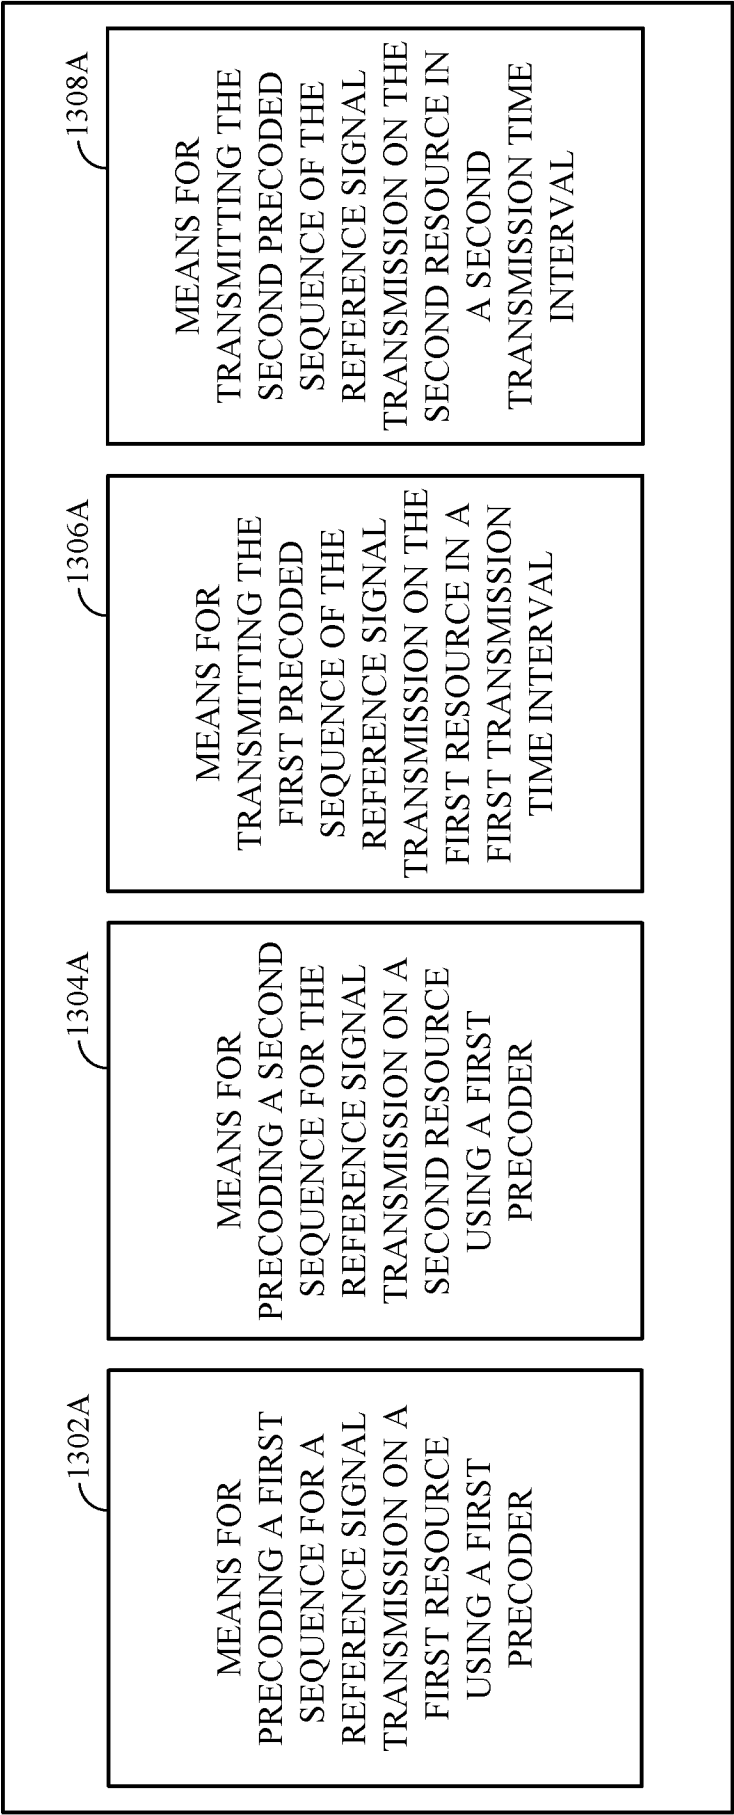 1302A
MEANS FOR
PRECODING A FIRST
SEQUENCE FOR A
REFERENCE SIGNAL
TRANSMISSION ON A
FIRST RESOURCE
USING A FIRST
PRECODER
1304A
MEANS FOR
PRECODING A SECOND
SEQUENCE FOR THE
REFERENCE SIGNAL
TRANSMISSION ON A
SECOND RESOURCE
USING A FIRST
PRECODER
1306A
MEANS FOR
TRANSMITTING THE
FIRST PRECODED
SEQUENCE OF THE
REFERENCE SIGNAL
TRANSMISSION ON THE
FIRST RESOURCE IN A
FIRST TRANSMISSION
TIME INTERVAL
1308A
MEANS FOR
TRANSMITTING THE
SECOND PRECODED
SEQUENCE OF THE
REFERENCE SIGNAL
TRANSMISSION ON THE
SECOND RESOURCE IN
A SECOND
TRANSMISSION TIME
INTERVAL